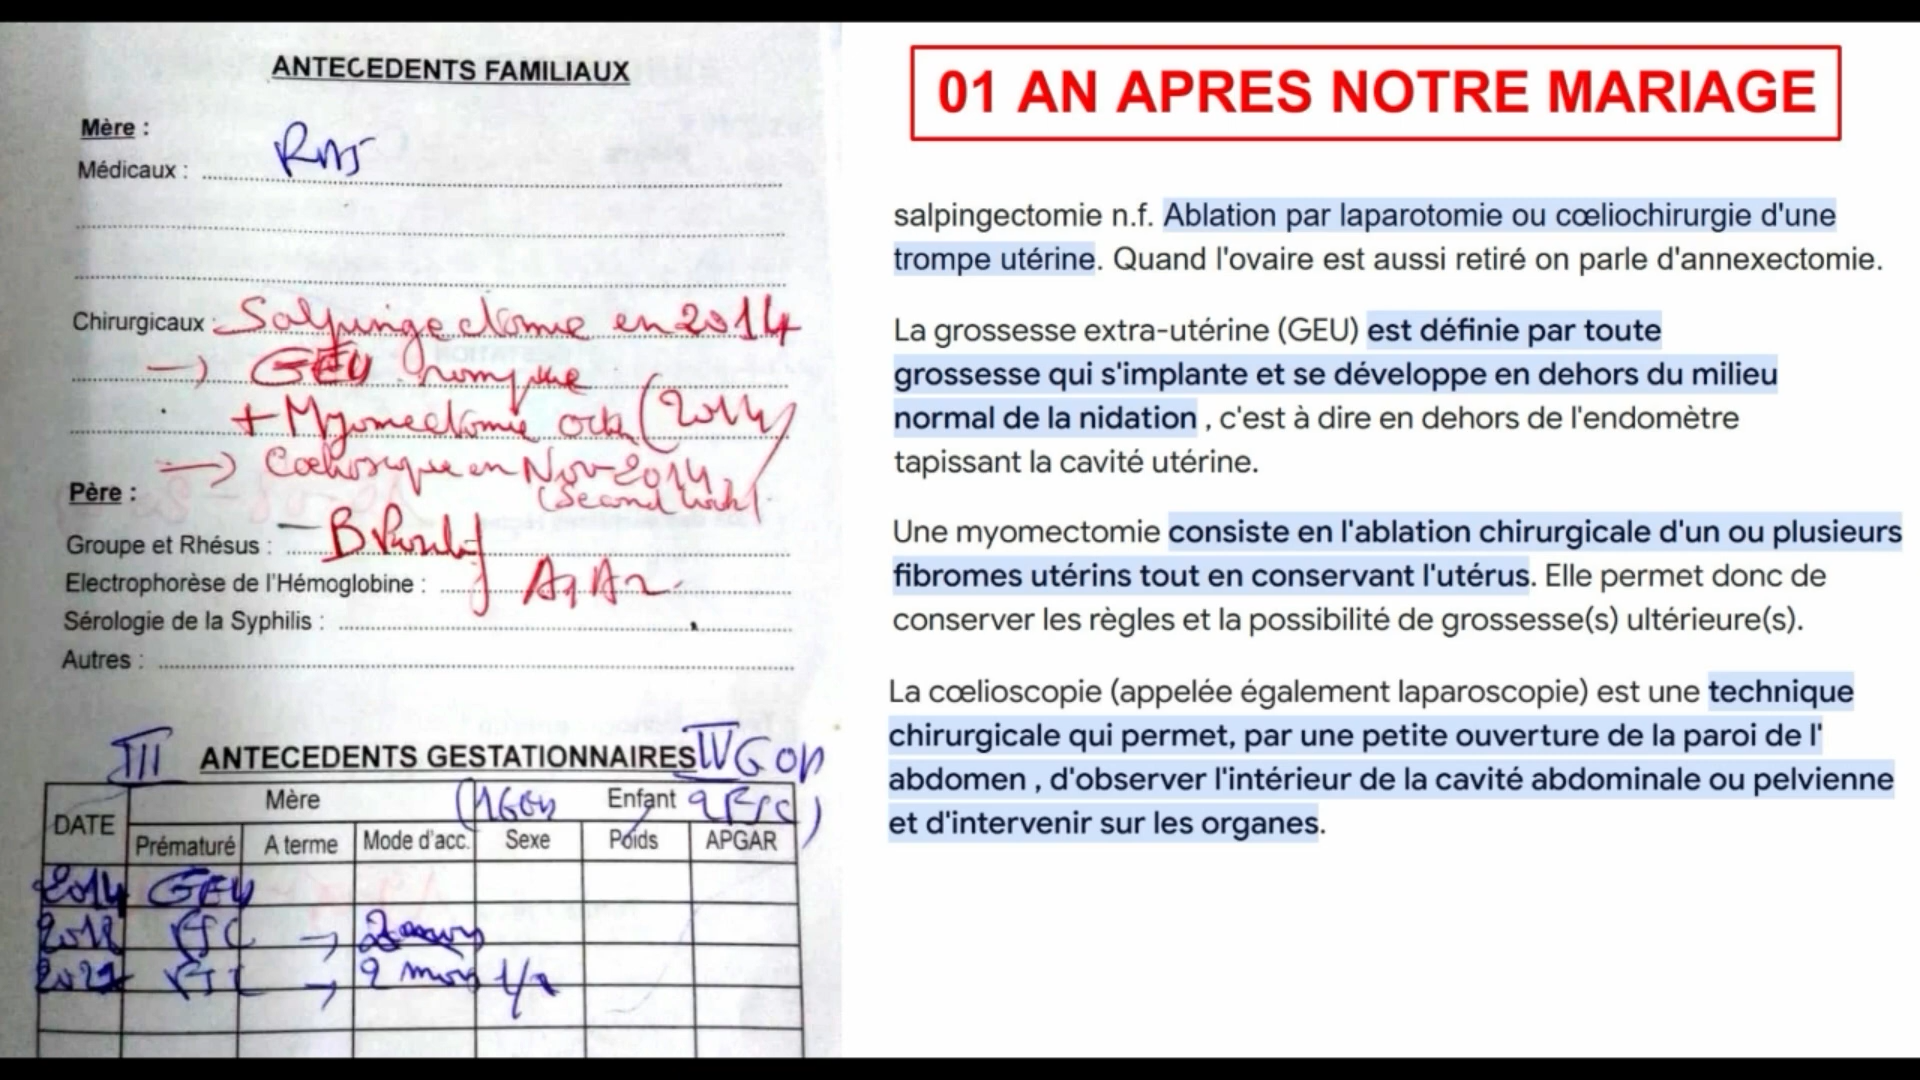 ANTECEDENTS FAMILIAUX
Mère :
Médicaux : RAS
Chirurgicaux : Salpingectomie en 2014
→ GEU rompue
+ Myomectomie (2014)
→ Coelioscopie en Nov-2014
(Second look)
Père :
Groupe et Rhésus :
Electrophorèse de l'Hémoglobine :
Sérologie de la Syphilis :
Autres :
III ANTECEDENTS GESTATIONNAIRES
DATE Mère Enfant
Prématuré A terme Mode d'acc. Sexe Poids APGAR
2014 GEU
→
→ 2 mois
01 AN APRES NOTRE MARIAGE
salpingectomie n.f. Ablation par laparotomie ou cœliochirurgie d'une
trompe utérine. Quand l'ovaire est aussi retiré on parle d'annexectomie.
La grossesse extra-utérine (GEU) est définie par toute
grossesse qui s'implante et se développe en dehors du milieu
normal de la nidation , c'est à dire en dehors de l'endomètre
tapissant la cavité utérine.
Une myomectomie consiste en l'ablation chirurgicale d'un ou plusieurs
fibromes utérins tout en conservant l'utérus. Elle permet donc de
conserver les règles et la possibilité de grossesse(s) ultérieure(s).
La cœlioscopie (appelée également laparoscopie) est une technique
chirurgicale qui permet, par une petite ouverture de la paroi de l'
abdomen , d'observer l'intérieur de la cavité abdominale ou pelvienne
et d'intervenir sur les organes.